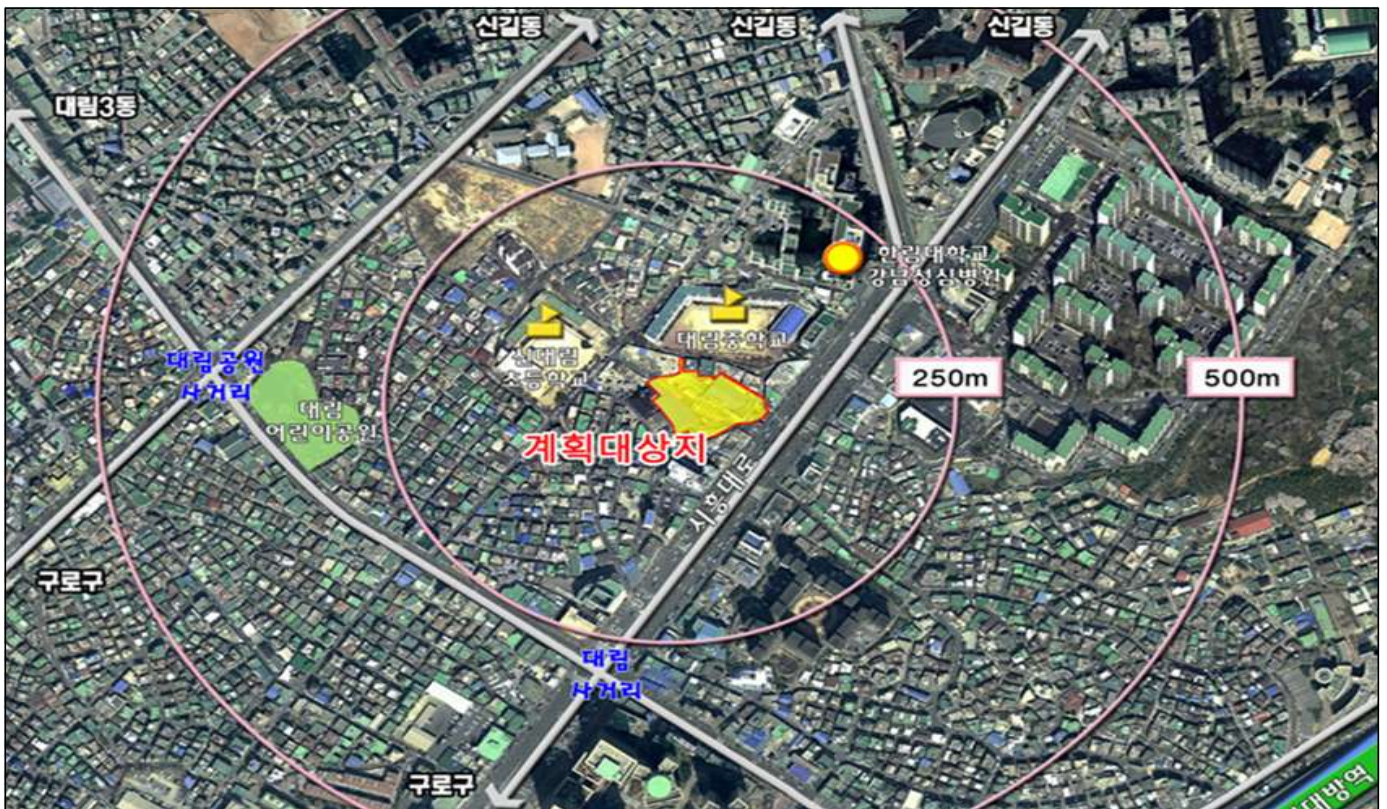 신길동
신길동
신길동
대림3동
한림대학교
강남성심병원
대림중학교
신대림
초등학교
대림공원
사거리
250m
500m
대림
어린이공원
계획대상지
시흥대로
구로구
대림
사거리
구로구
대방역